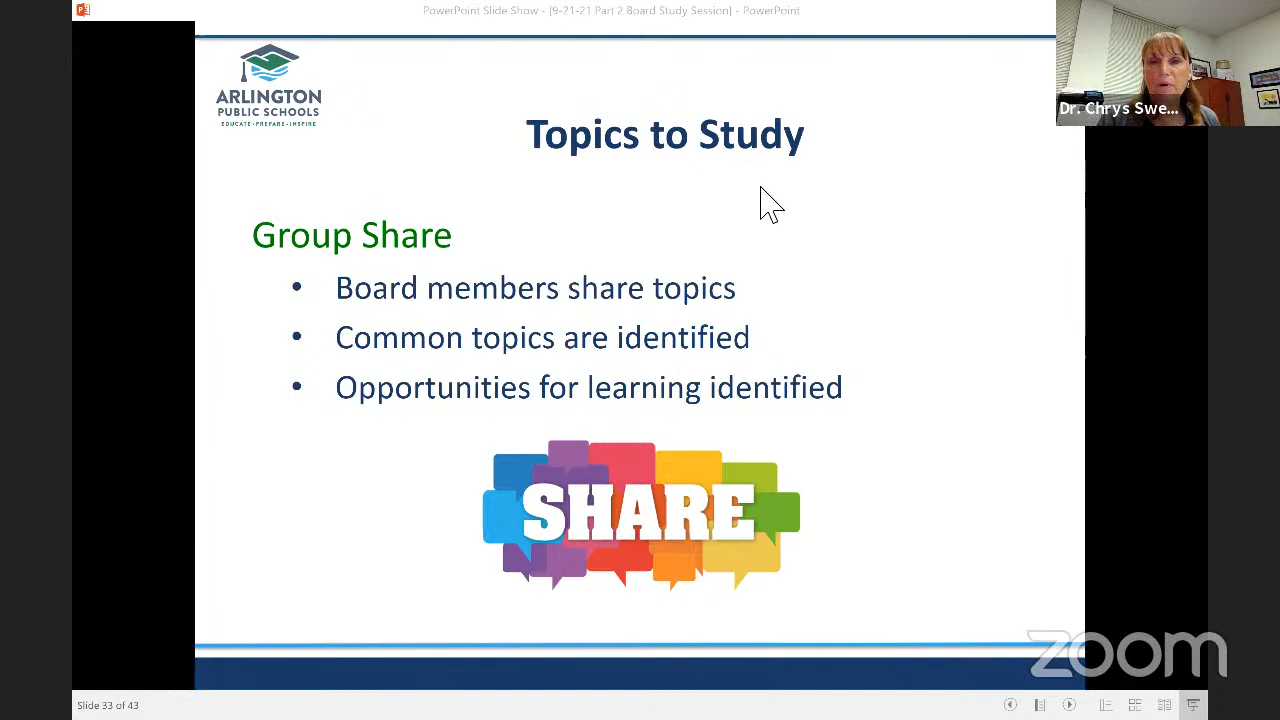 PowerPoint Slide Show - [9-21-21 Part 2 Board Study Session] - PowerPoint
ARLINGTON
PUBLIC SCHOOLS
EDUCATE • PREPARE • INSPIRE
Dr. Chrys Swe...
Topics to Study
Group Share
• Board members share topics
• Common topics are identified
• Opportunities for learning identified
SHARE
zoom
Slide 33 of 43